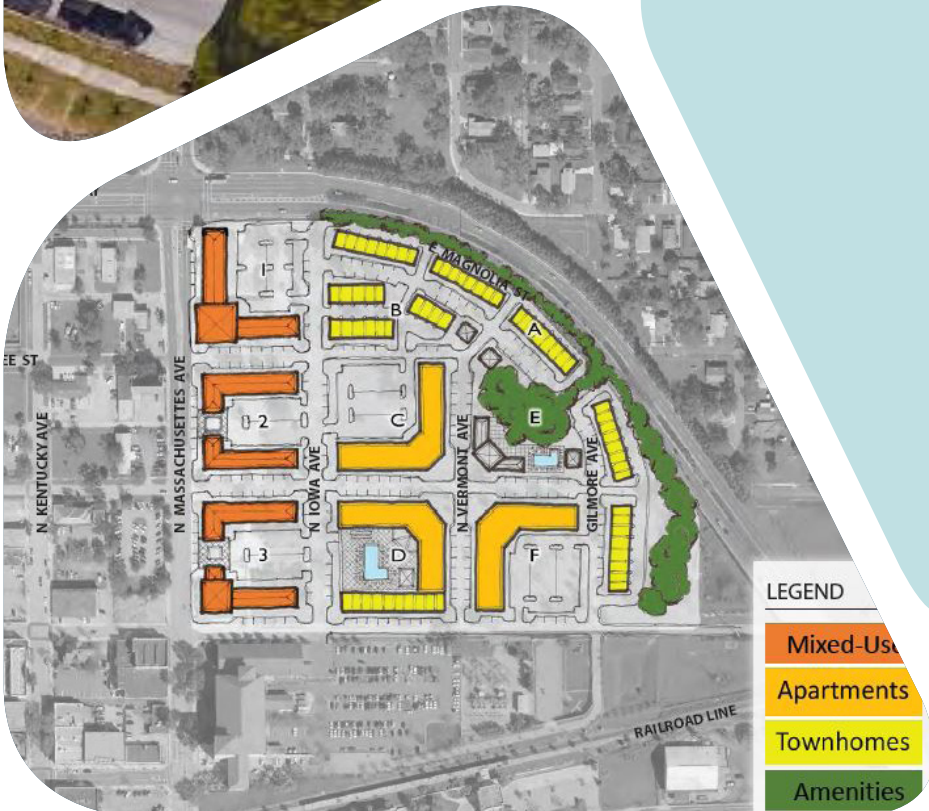 E MAGNOLIA ST
1
B
A
EE ST
N KENTUCKY AVE
N MASSACHUSETTES AVE
2
N IOWA AVE
C
N VERMONT AVE
E
GILMORE AVE
3
D
F
RAILROAD LINE
LEGEND
Mixed-Use
Apartments
Townhomes
Amenities